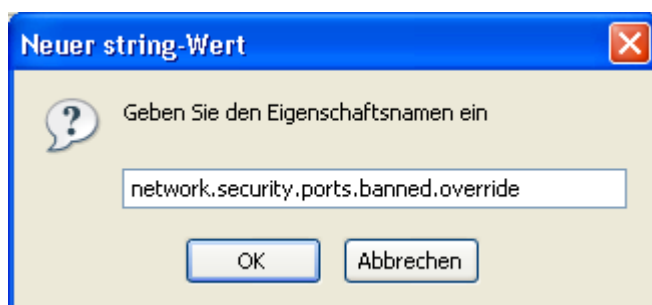 Neuer string-Wert
Geben Sie den Eigenschaftsnamen ein
network.security.ports.banned.override
OK Abbrechen